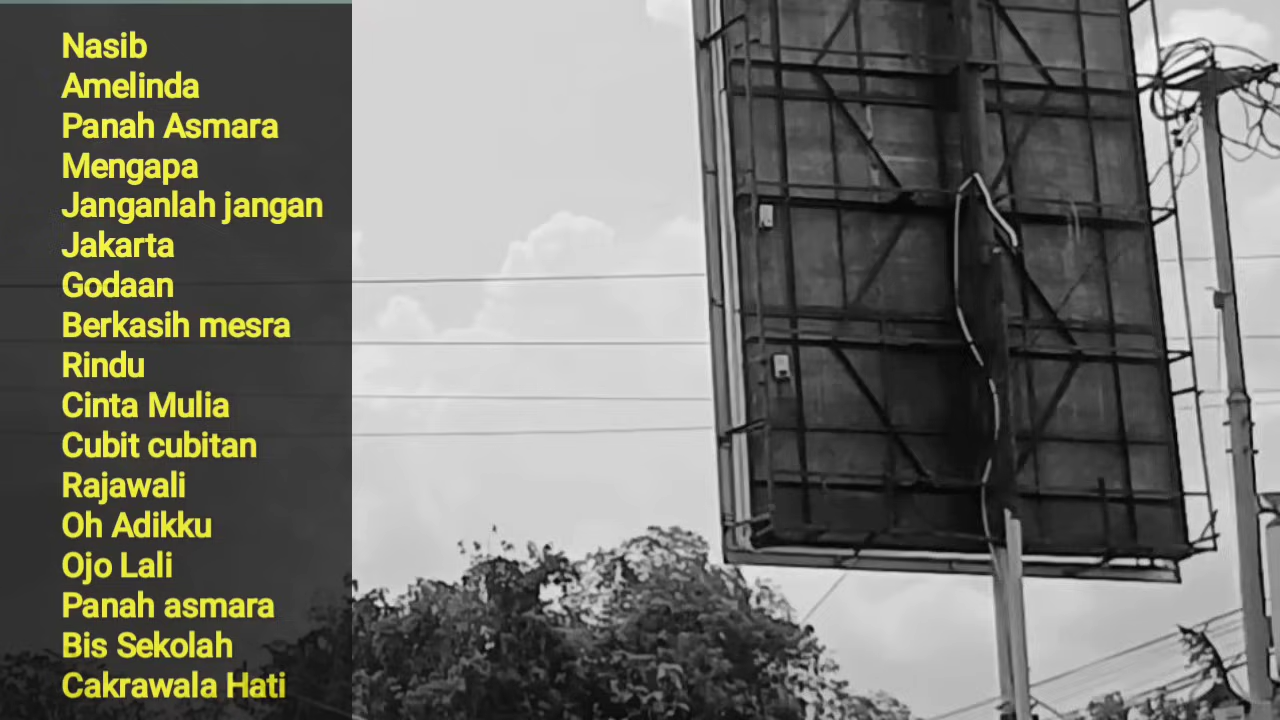 Nasib
Amelinda
Panah Asmara
Mengapa
Janganlah jangan
Jakarta
Godaan
Berkasih mesra
Rindu
Cinta Mulia
Cubit cubitan
Rajawali
Oh Adikku
Ojo Lali
Panah asmara
Bis Sekolah
Cakrawala Hati